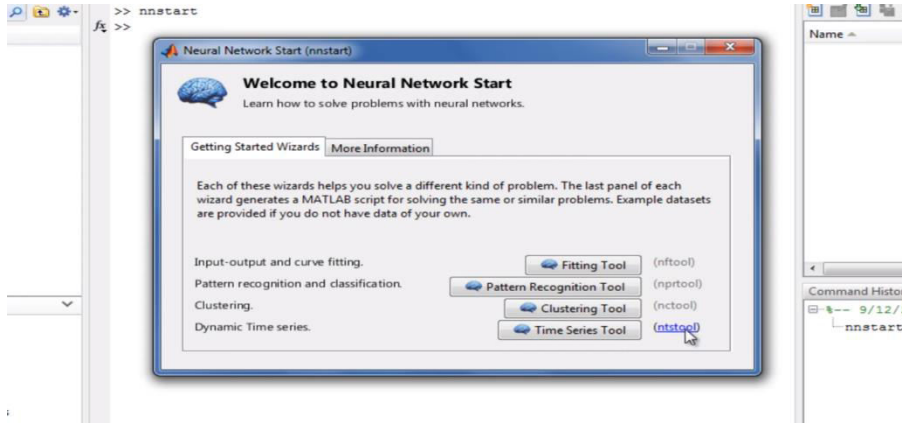 >> nnstart
fx >>
Name
Neural Network Start (nnstart)
Welcome to Neural Network Start
Learn how to solve problems with neural networks.
Getting Started Wizards More Information
Each of these wizards helps you solve a different kind of problem. The last panel of each
wizard generates a MATLAB script for solving the same or similar problems. Example datasets
are provided if you do not have data of your own.
Input-output and curve fitting. Fitting Tool (nftool)
Pattern recognition and classification. Pattern Recognition Tool (nprtool)
Clustering. Clustering Tool (nctool)
Dynamic Time series. Time Series Tool (ntstool)
Command Histo
%-- 9/12/
nnstart
s